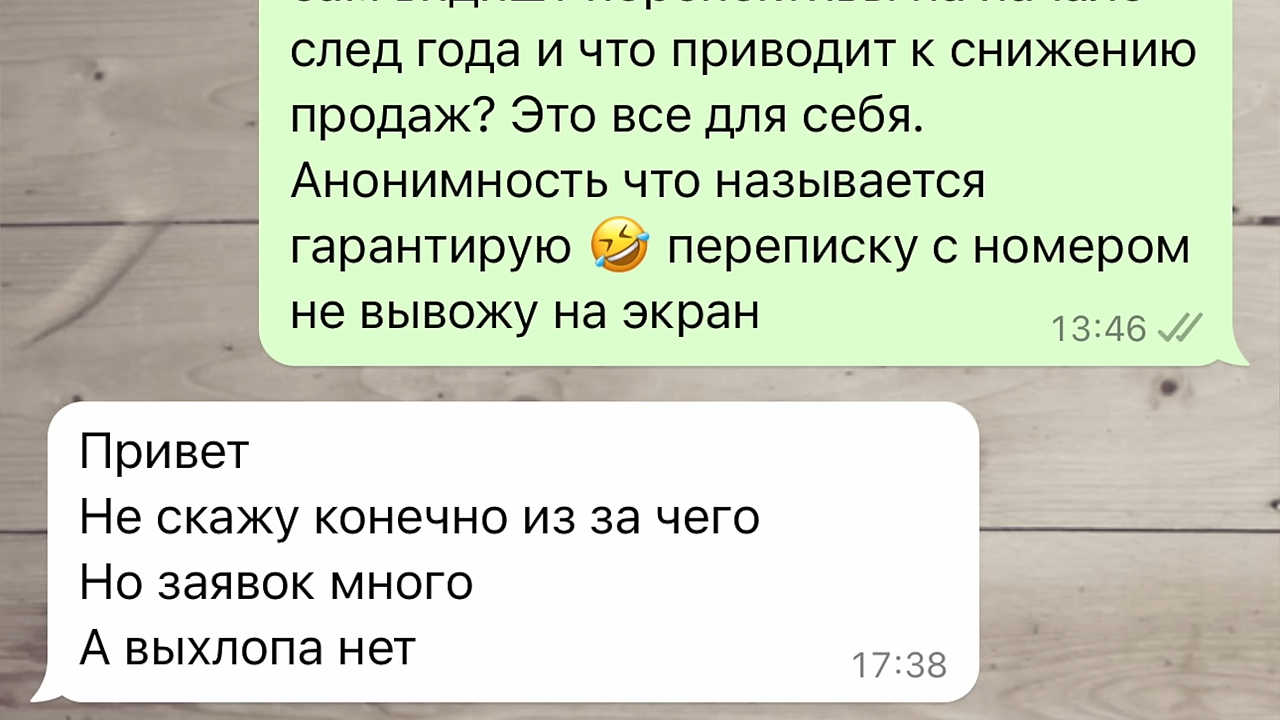 след года и что приводит к снижению
продаж? Это все для себя.
Анонимность что называется
гарантирую 🤣 переписку с номером
не вывожу на экран
13:46
Привет
Не скажу конечно из за чего
Но заявок много
А выхлопа нет
17:38